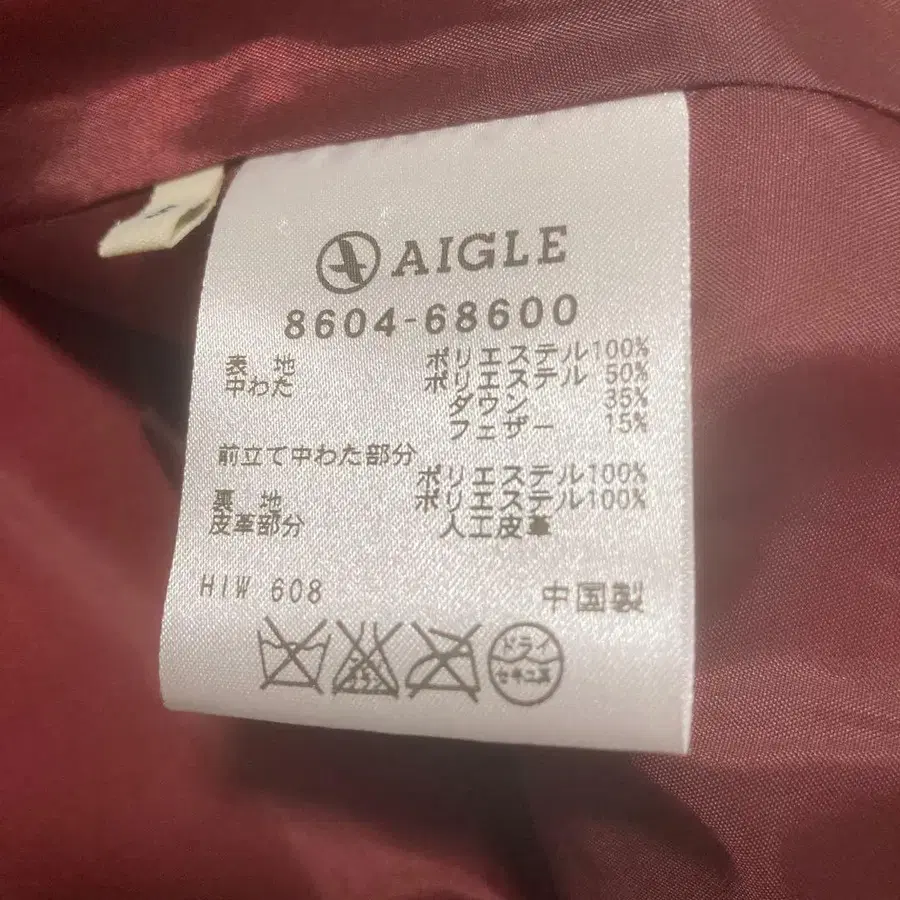 AIGLE
8604-68600
表 地 ポリエステル100%
中わた ポリエステル 50%
ダウン 35%
フェザー 15%
前立て中わた部分
ポリエステル100%
裏 地 ポリエステル100%
皮革部分 人工皮革
HIW 608 中国製
ドライ
セキユ系